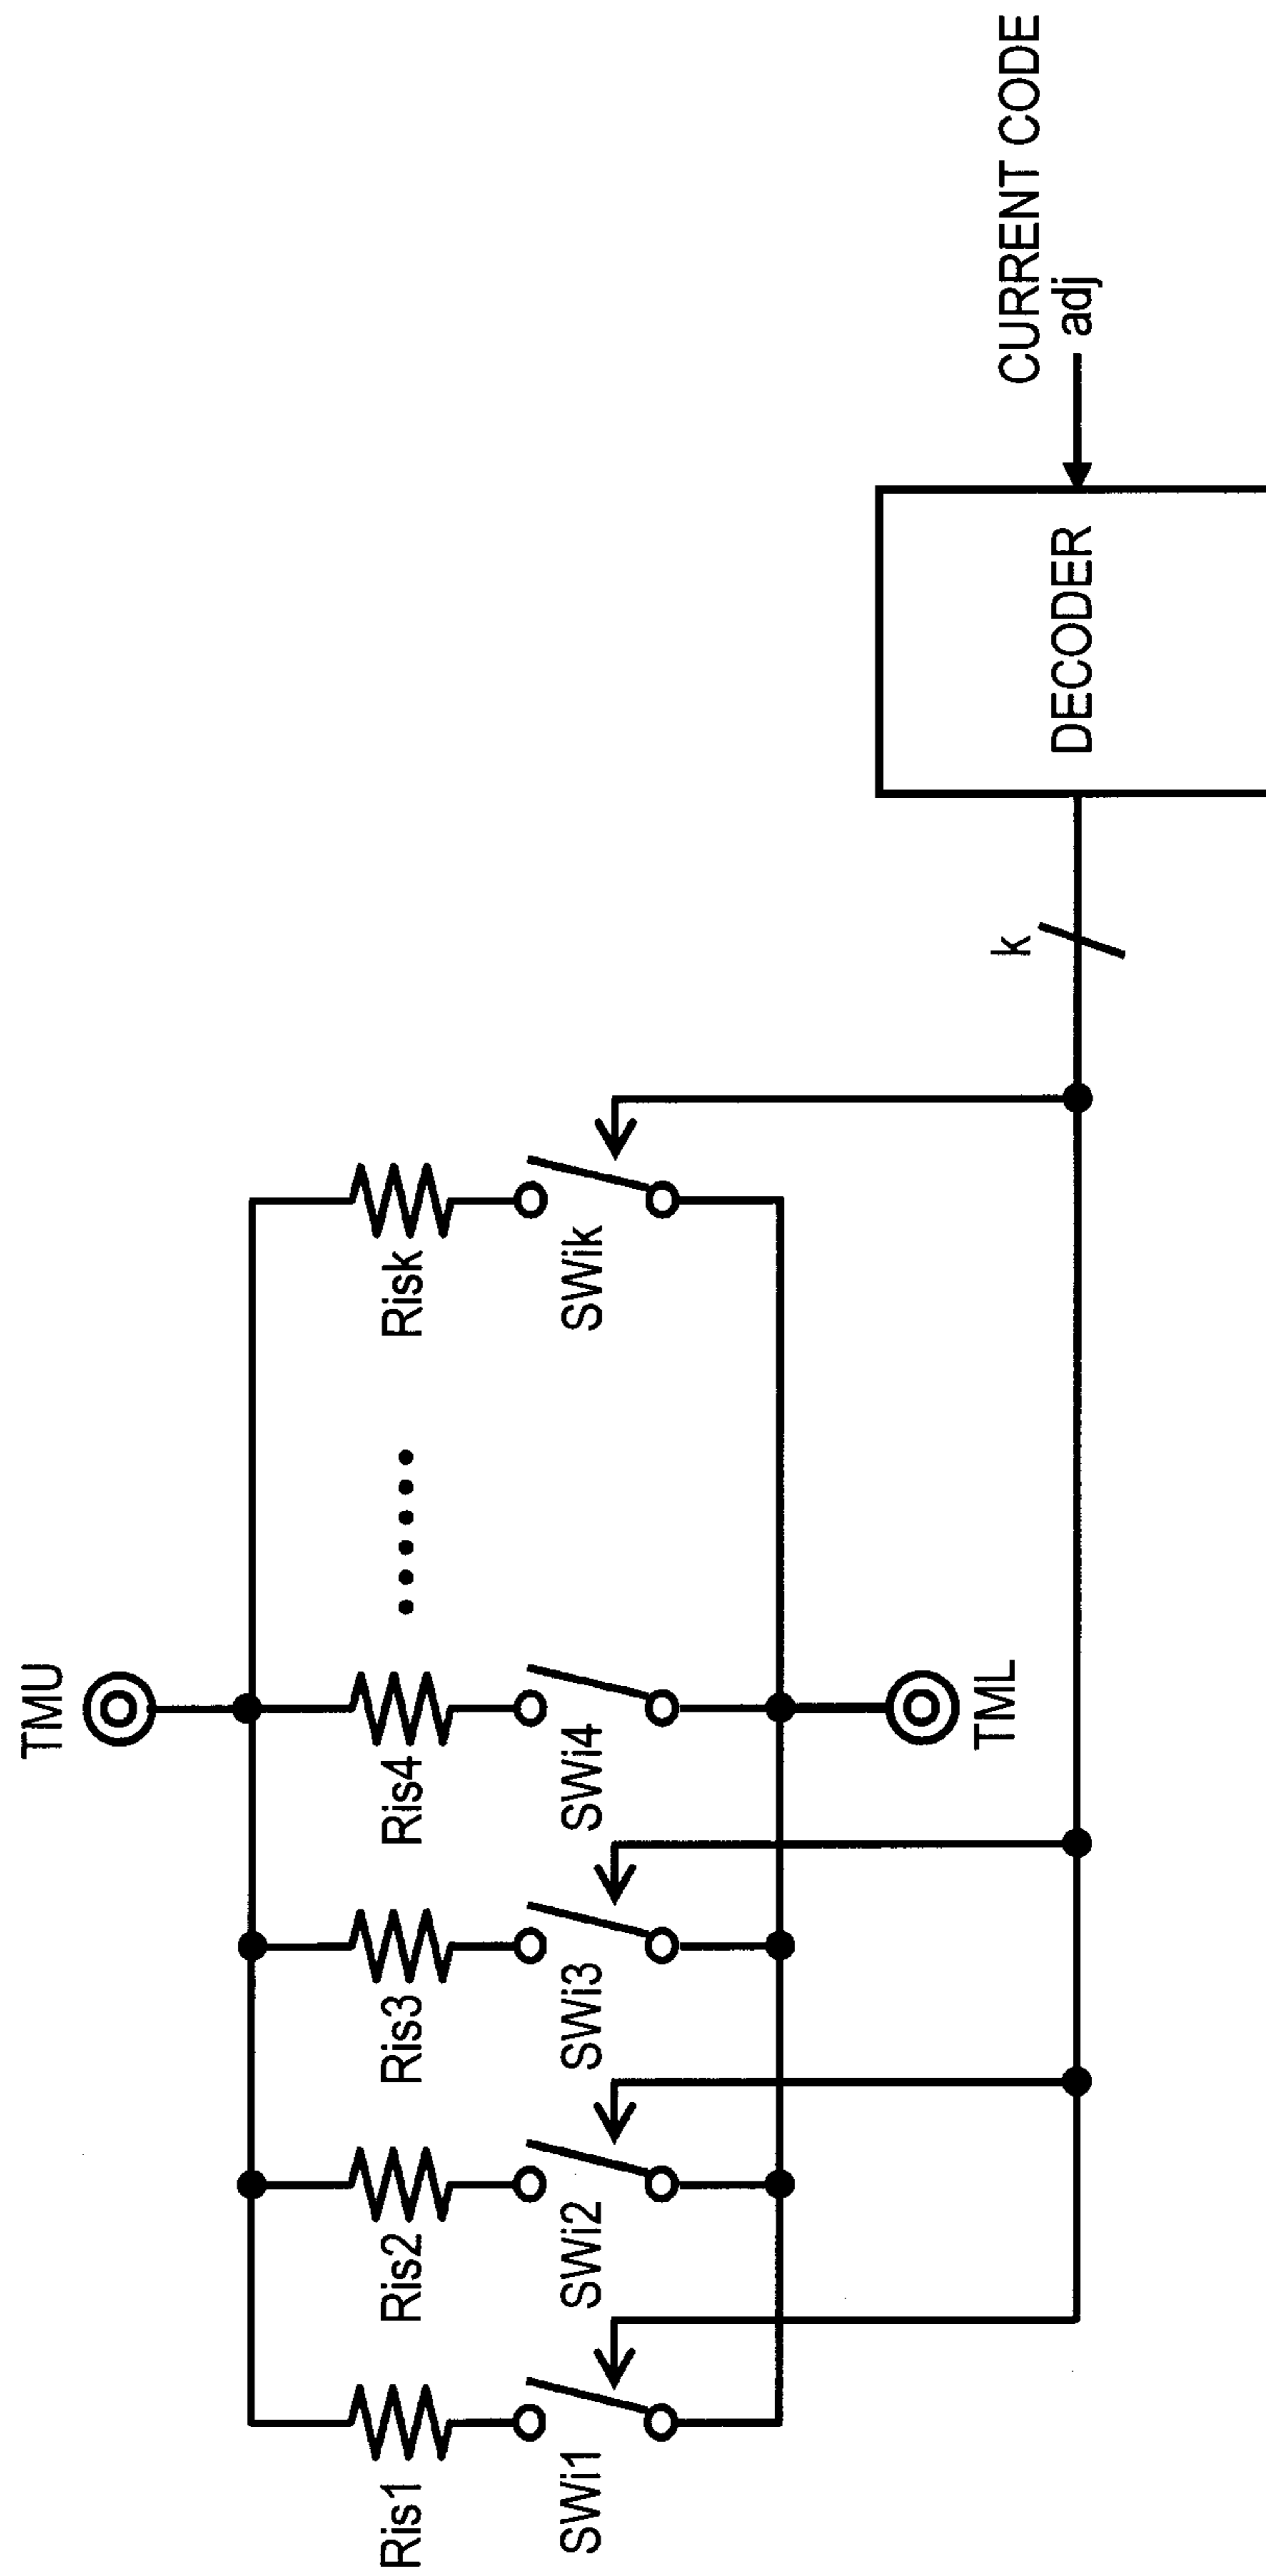 TMU
Ris1
Ris2
Ris3
Ris4
Risk
SWi1
SWi2
SWi3
SWi4
SWik
TML
k
DECODER
CURRENT CODE
adj